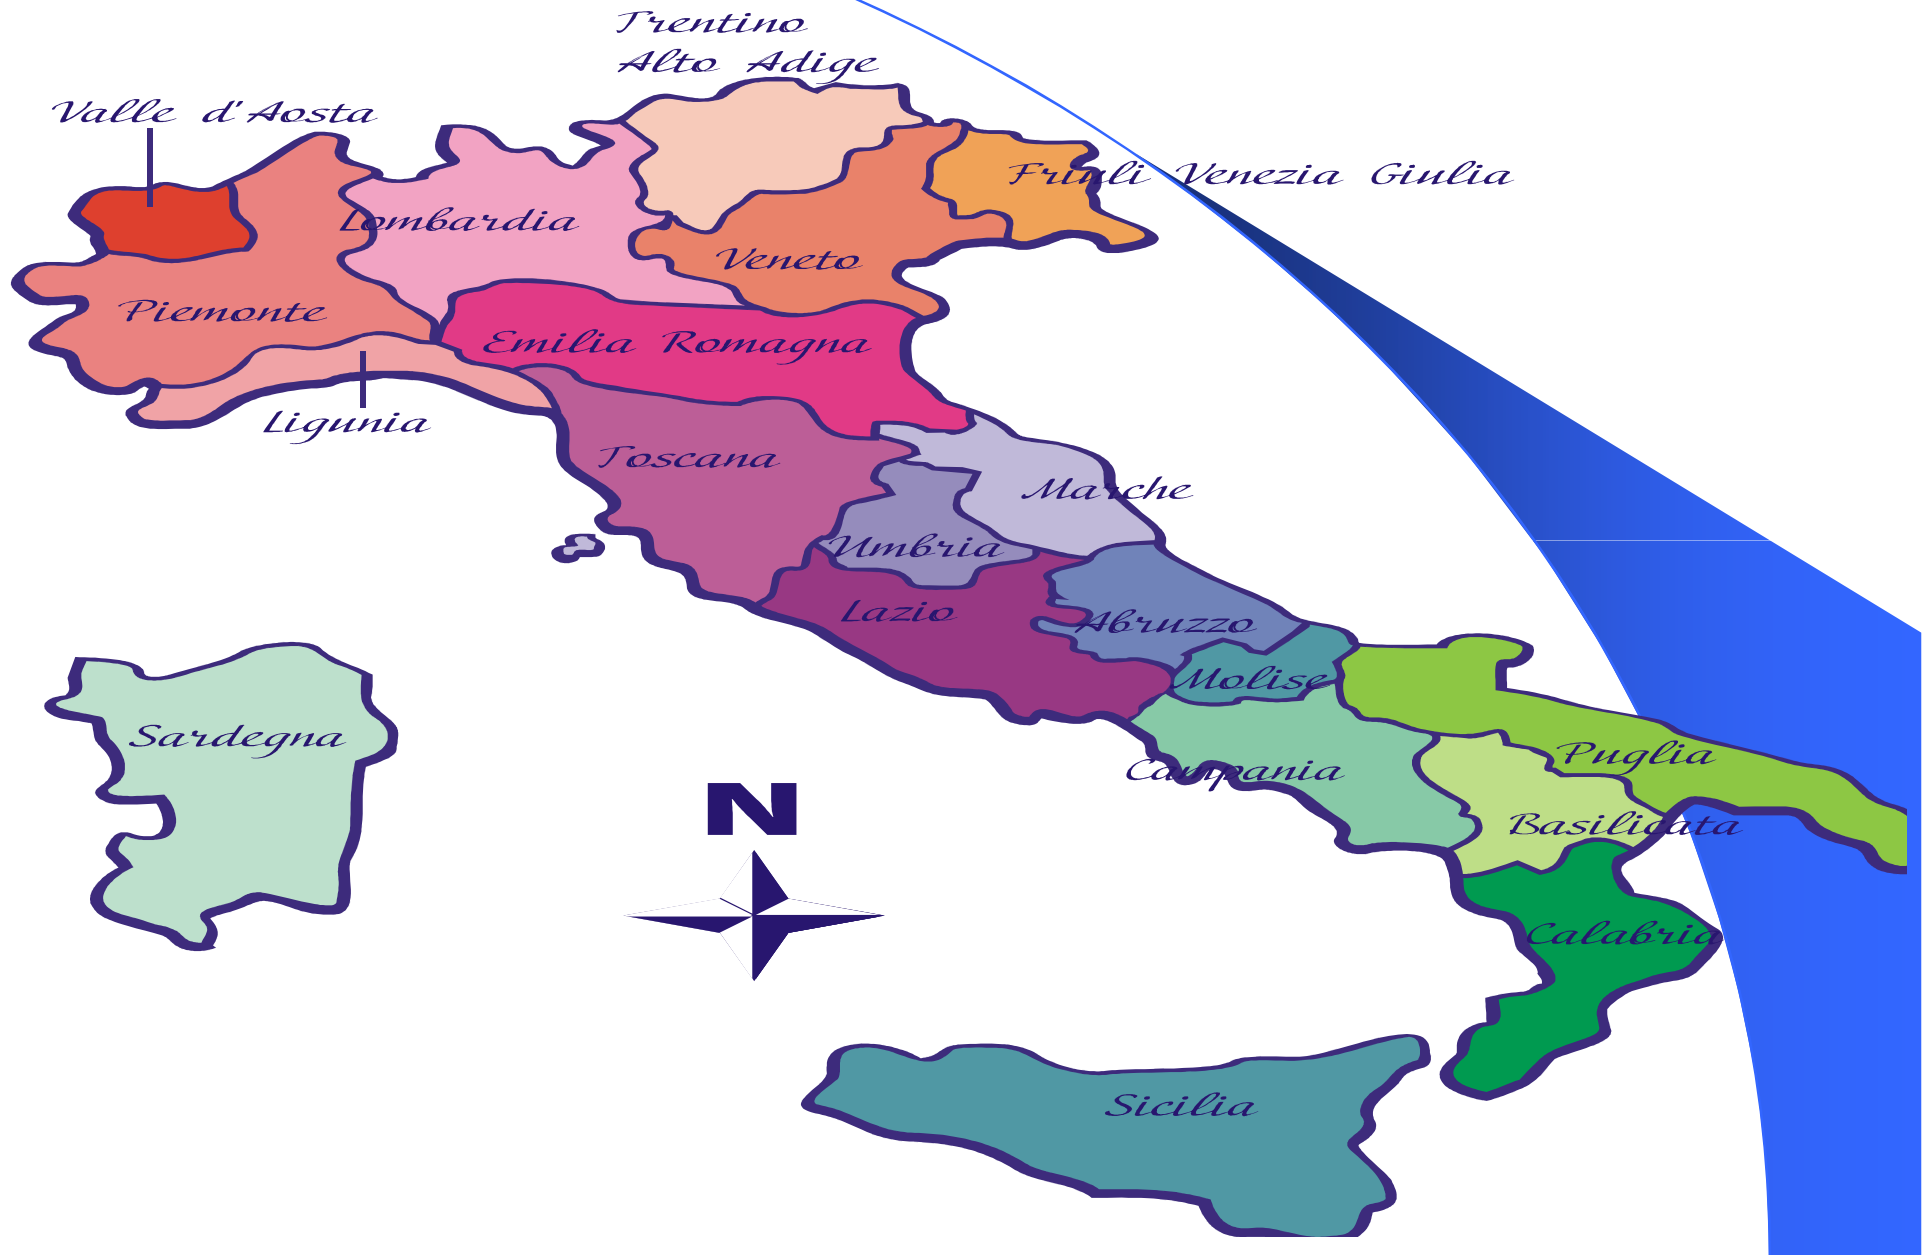 Trentino
Alto Adige
Valle d'Aosta
Friuli Venezia Giulia
Lombardia
Veneto
Piemonte
Emilia Romagna
Ligunia
Toscana
Marche
Umbria
Lazio
Abruzzo
Molise
Sardegna
Campania
Puglia
Basilicata
N
Calabria
Sicilia